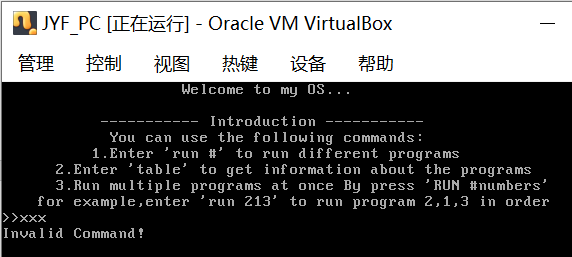 JYF_PC [正在运行] - Oracle VM VirtualBox
管理 控制 视图 热键 设备 帮助
Welcome to my OS...
----------- Introduction -----------
You can use the following commands:
1.Enter 'run #' to run different programs
2.Enter 'table' to get information about the programs
3.Run multiple programs at once By press 'RUN #numbers'
for example,enter 'run 213' to run program 2,1,3 in order
>>xxx
Invalid Command!